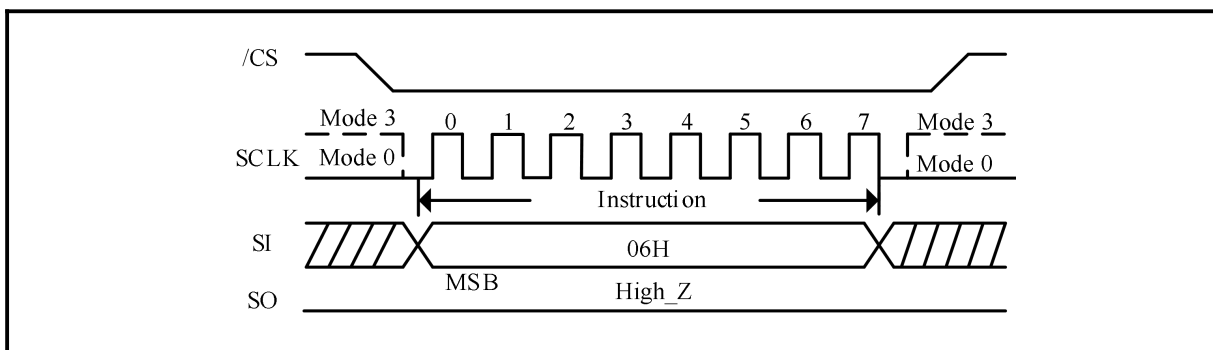 /CS
Mode 3 0 1 2 3 4 5 6 7 Mode 3
SCLK Mode 0 Mode 0
Instruction
SI 06H
MSB
SO High_Z